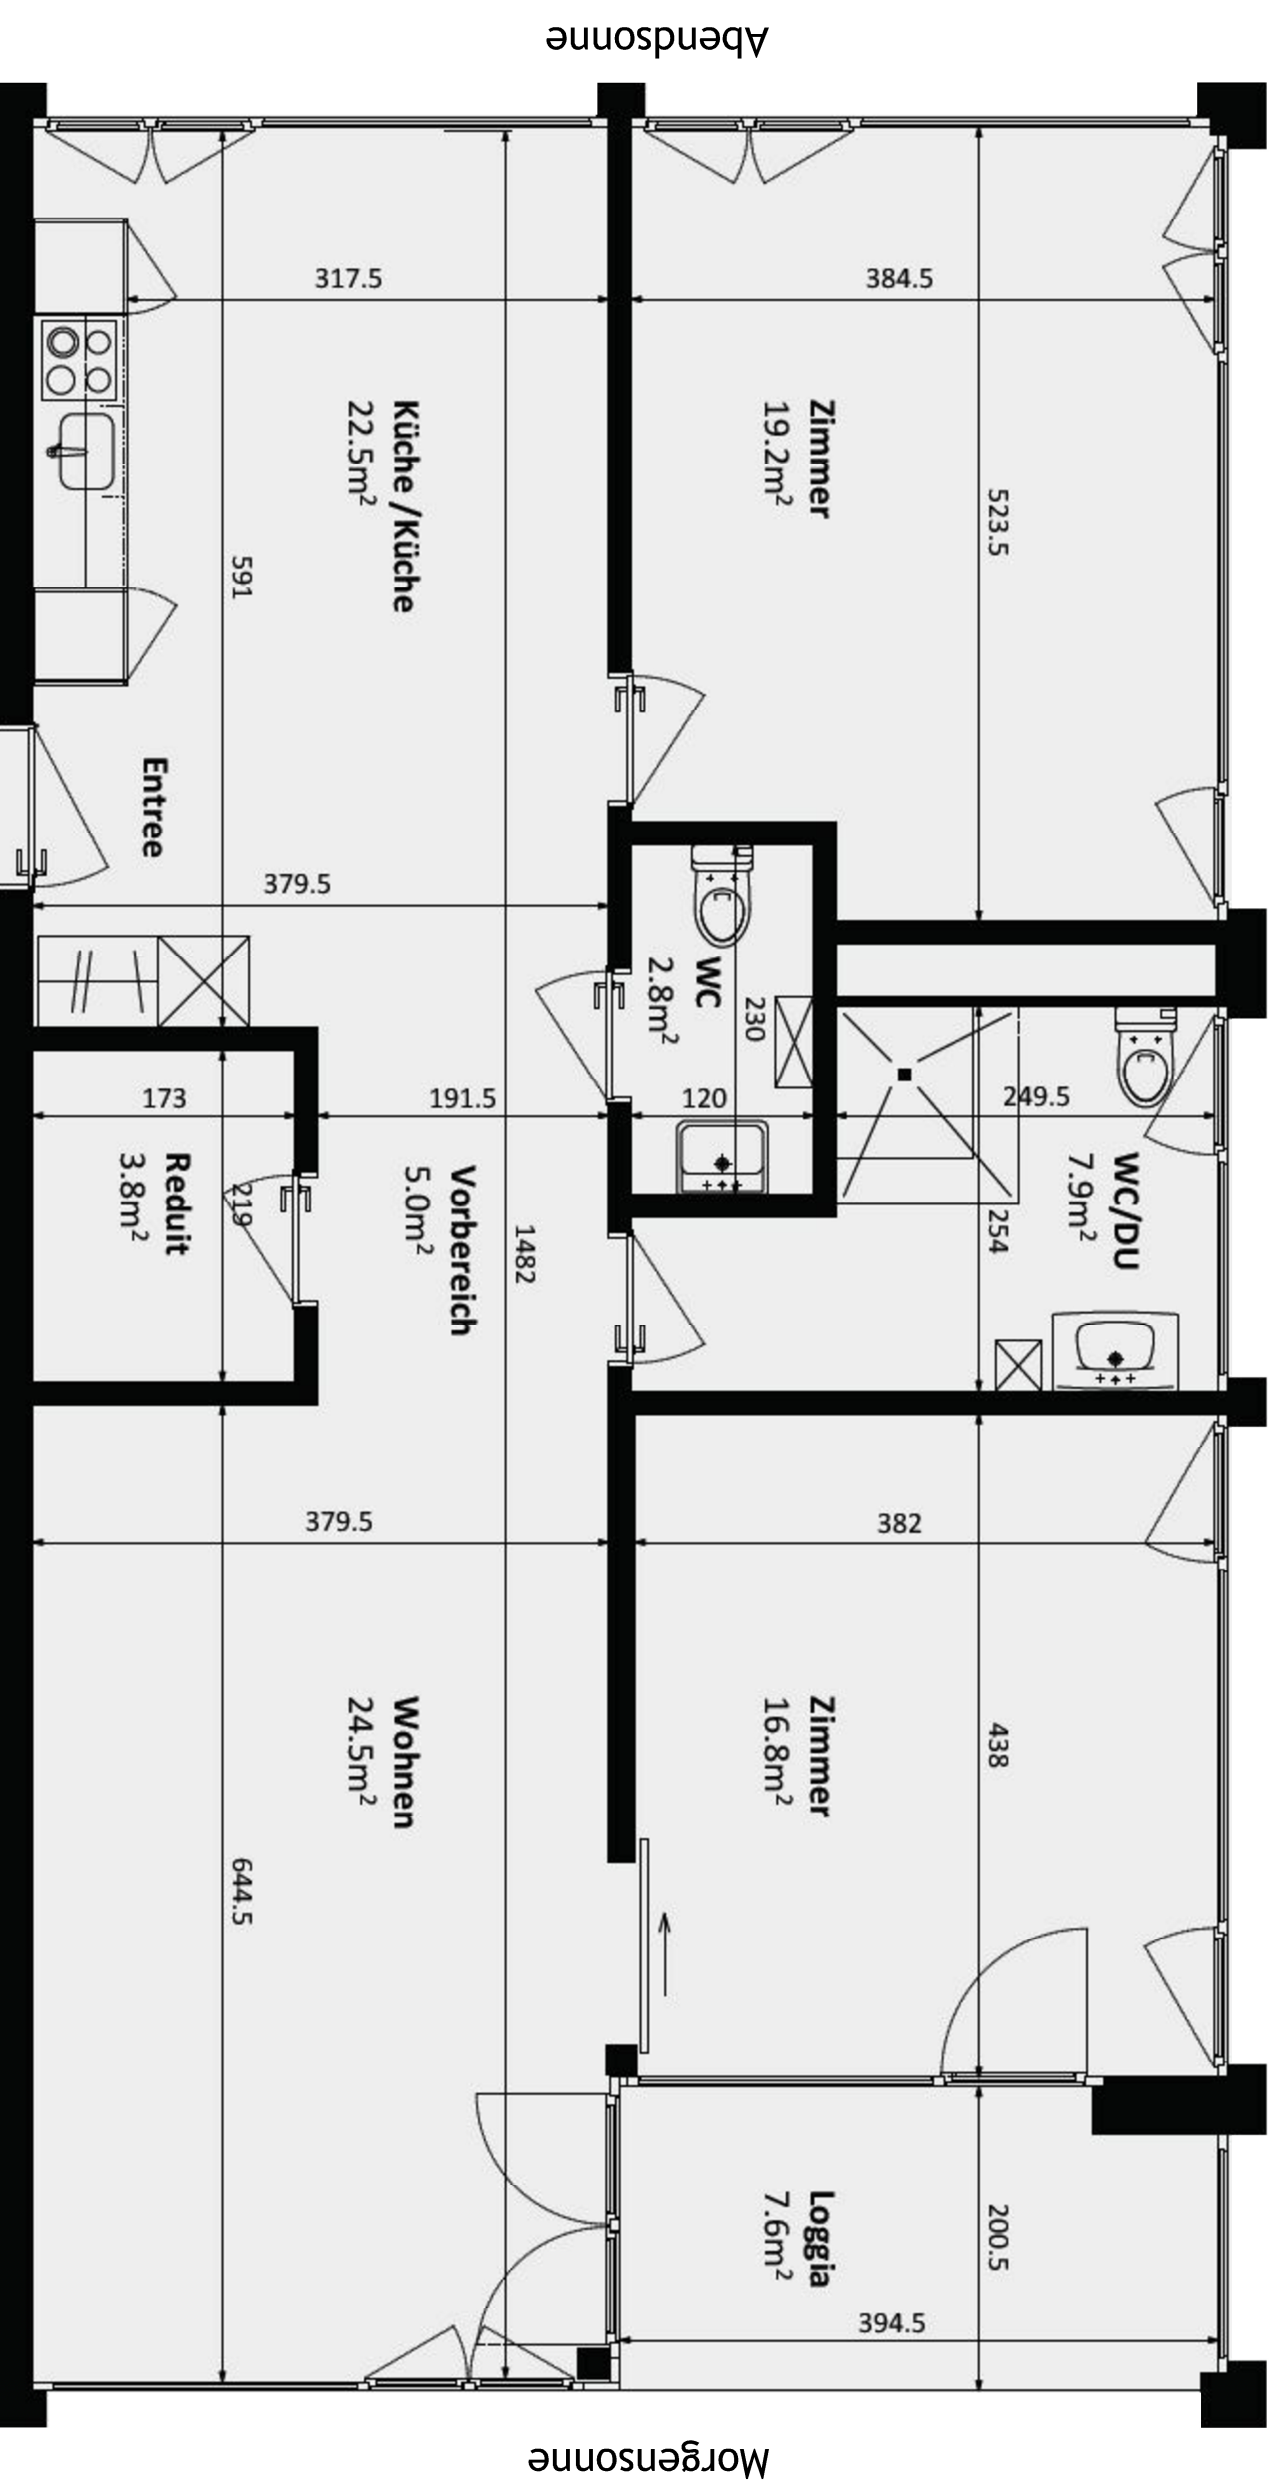 Abendsonne
317.5
384.5
Küche /Küche
22.5m²
Zimmer
19.2m²
523.5
591
Entree
379.5
WC
2.8m²
230
173
191.5
120
249.5
Reduit
3.8m²
219
Vorbereich
5.0m²
1482
WC/DU
7.9m²
254
379.5
382
Wohnen
24.5m²
Zimmer
16.8m²
438
644.5
Loggia
7.6m²
200.5
394.5
Morgensonne